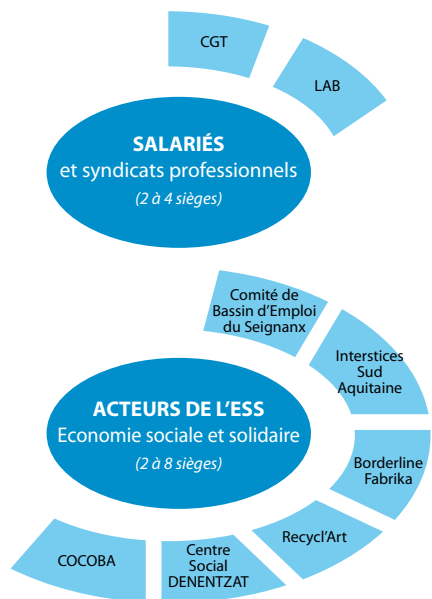 CGT
LAB
SALARIÉS
et syndicats professionnels
(2 à 4 sièges)
Comité de
Bassin d’Emploi
du Seignanx
Interstices
Sud
Aquitaine
ACTEURS DE L’ESS
Economie sociale et solidaire
(2 à 8 sièges)
Borderline
Fabrika
Recycl’Art
Centre
Social
DENENTZAT
COCOBA